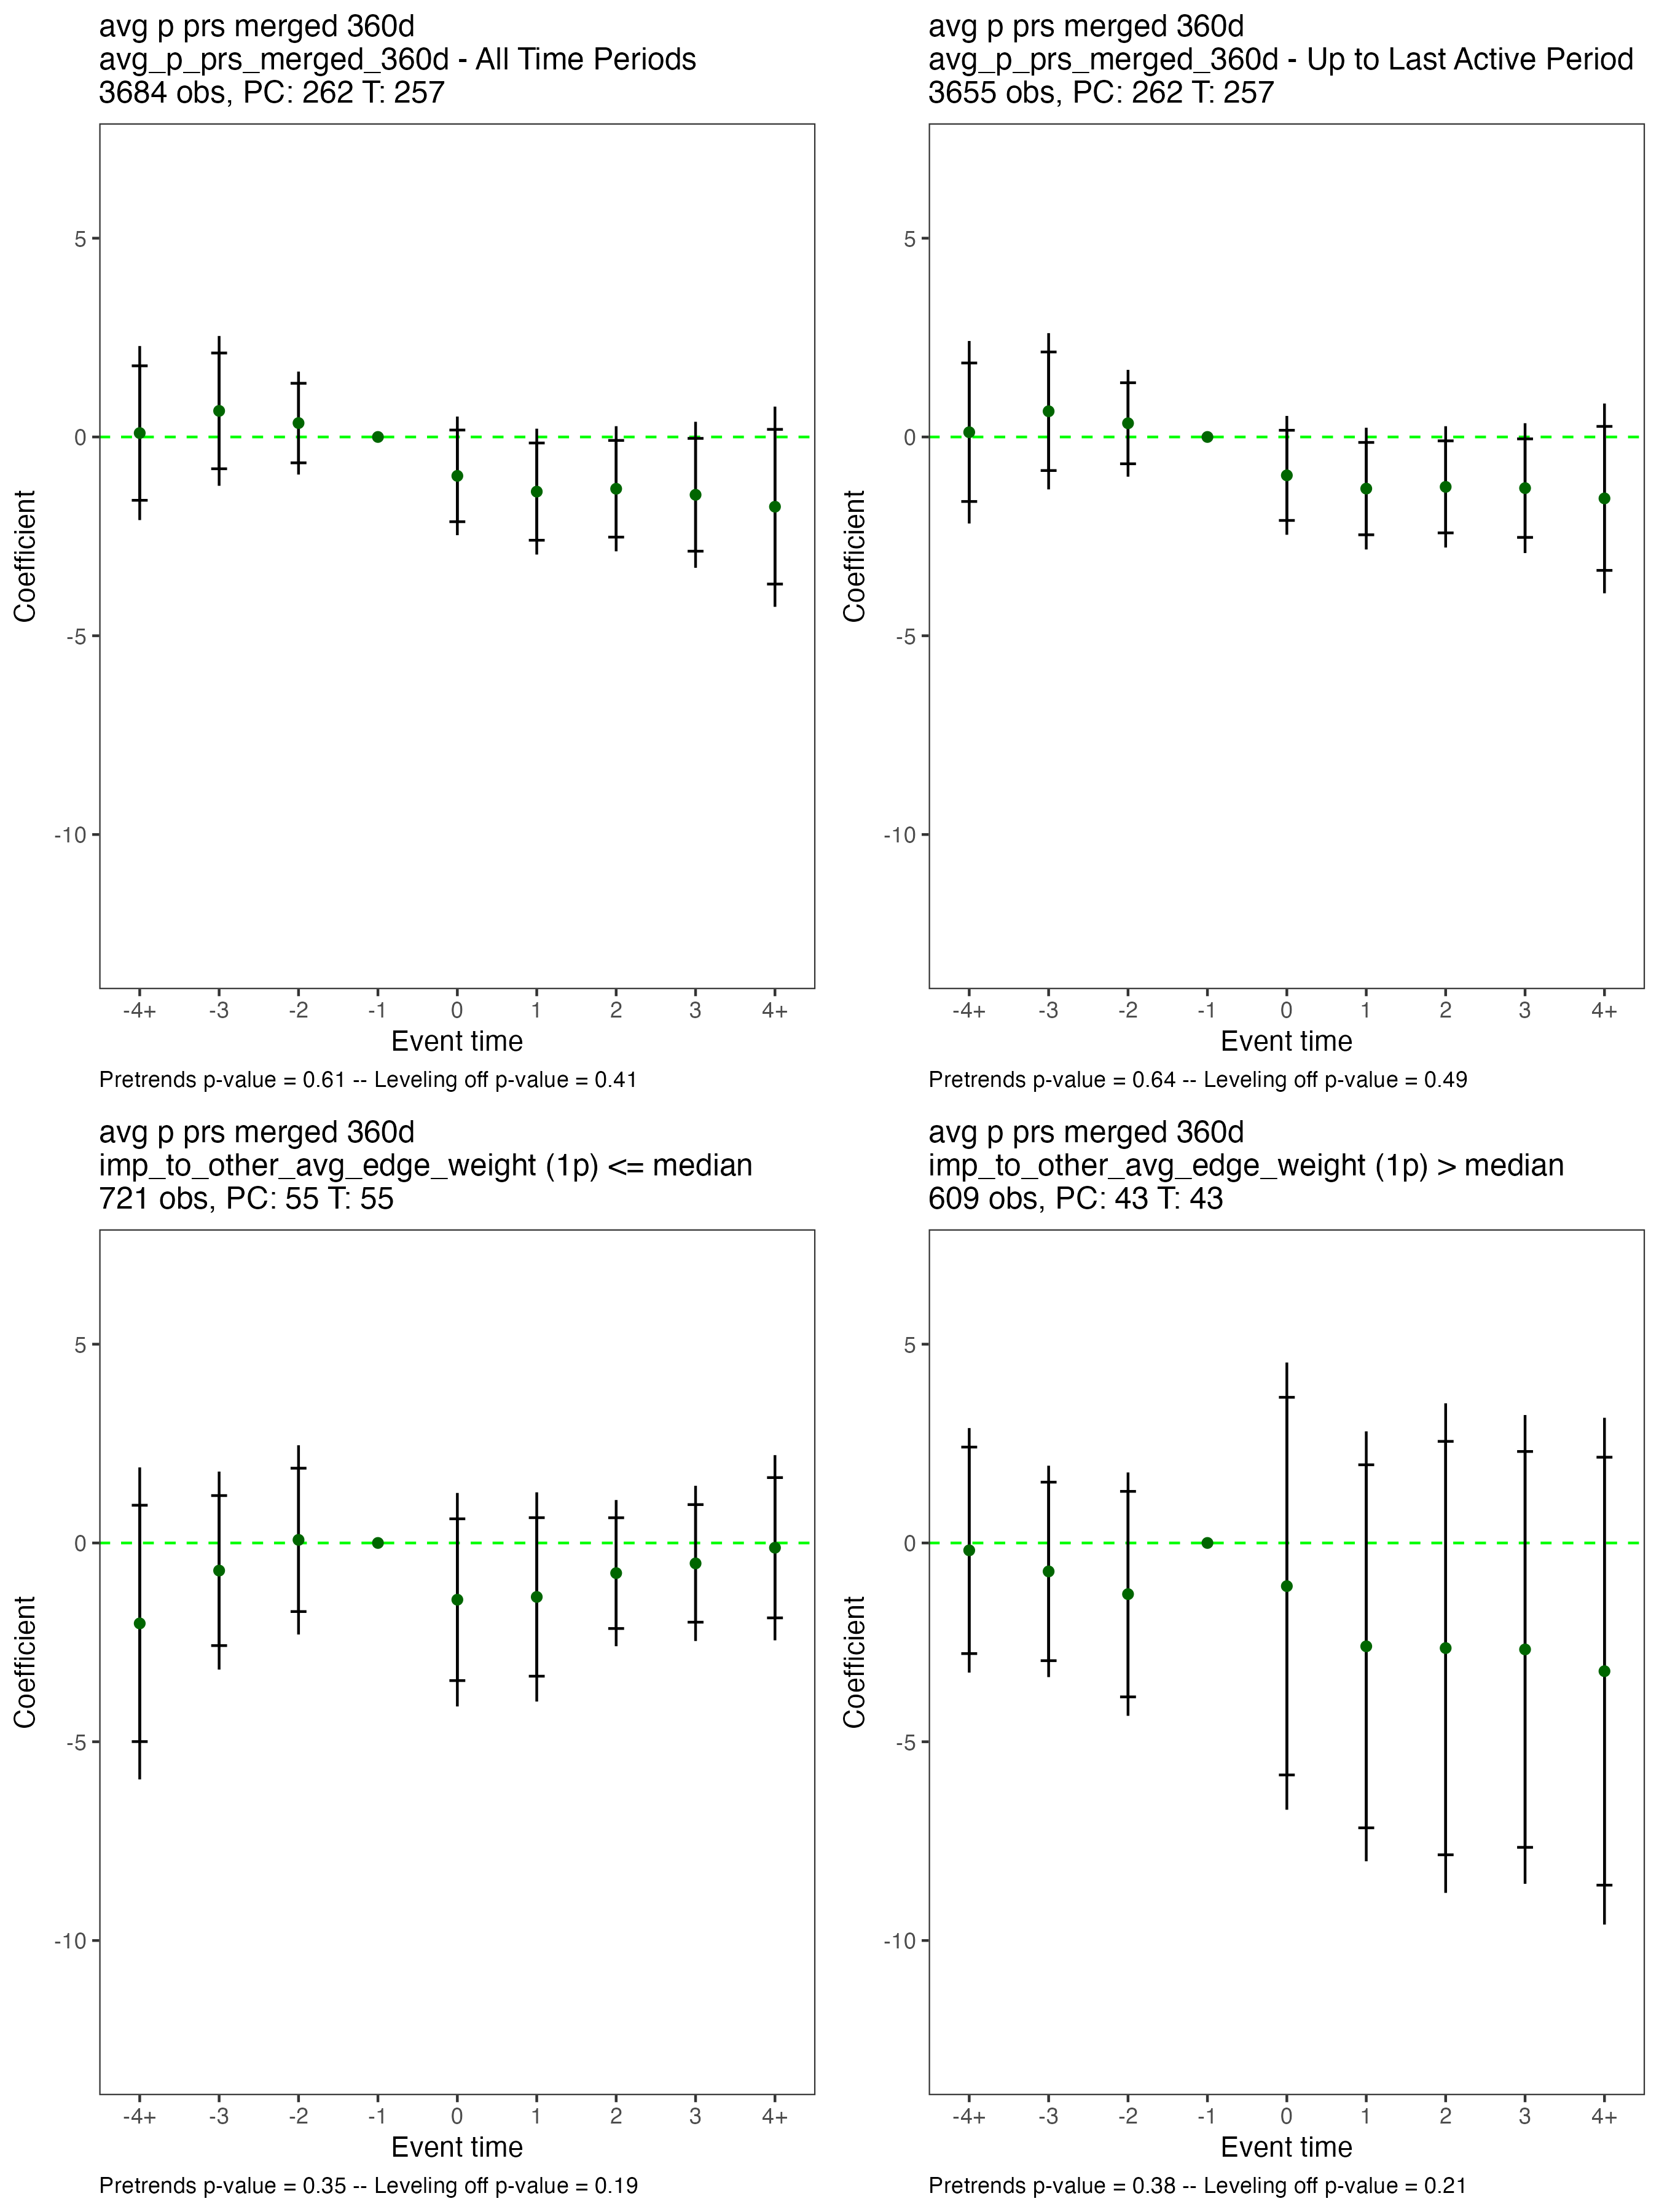 avg p prs merged 360d
avg_p_prs_merged_360d - All Time Periods
3684 obs, PC: 262 T: 257
5
0
-5
-10
Coefficient
-4+ -3 -2 -1 0 1 2 3 4+
Event time
Pretrends p-value = 0.61 -- Leveling off p-value = 0.41
avg p prs merged 360d
avg_p_prs_merged_360d - Up to Last Active Period
3655 obs, PC: 262 T: 257
5
0
-5
-10
Coefficient
-4+ -3 -2 -1 0 1 2 3 4+
Event time
Pretrends p-value = 0.64 -- Leveling off p-value = 0.49
avg p prs merged 360d
imp_to_other_avg_edge_weight (1p) <= median
721 obs, PC: 55 T: 55
5
0
-5
-10
Coefficient
-4+ -3 -2 -1 0 1 2 3 4+
Event time
Pretrends p-value = 0.35 -- Leveling off p-value = 0.19
avg p prs merged 360d
imp_to_other_avg_edge_weight (1p) > median
609 obs, PC: 43 T: 43
5
0
-5
-10
Coefficient
-4+ -3 -2 -1 0 1 2 3 4+
Event time
Pretrends p-value = 0.38 -- Leveling off p-value = 0.21